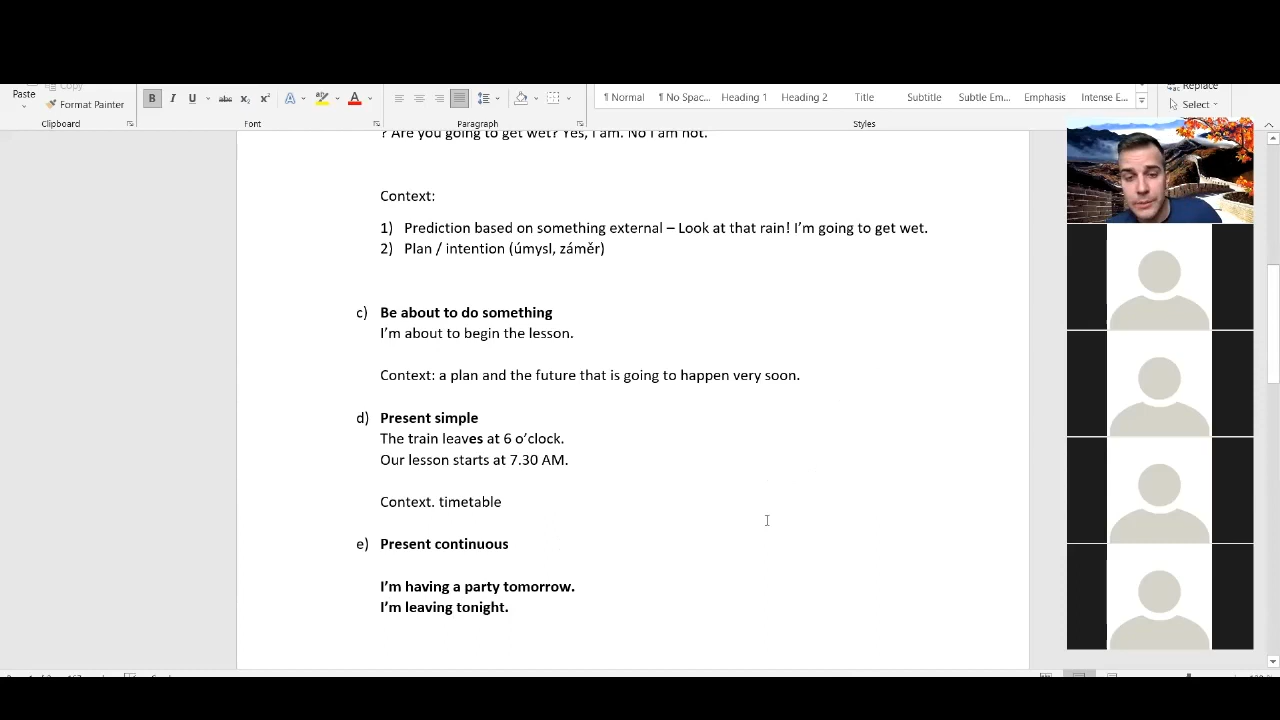 Copy
Replace
Paste
Format Painter
B I U abc x₂ x² A A
¶ Normal ¶ No Spac... Heading 1 Heading 2 Title Subtitle Subtle Em... Emphasis Intense E...
Select
Clipboard Font Paragraph Styles
? Are you going to get wet? Yes, I am. No I am not.
Context:
1) Prediction based on something external – Look at that rain! I’m going to get wet.
2) Plan / intention (úmysl, záměr)
c) Be about to do something
I’m about to begin the lesson.
Context: a plan and the future that is going to happen very soon.
d) Present simple
The train leaves at 6 o’clock.
Our lesson starts at 7.30 AM.
Context. timetable
e) Present continuous
I’m having a party tomorrow.
I’m leaving tonight.